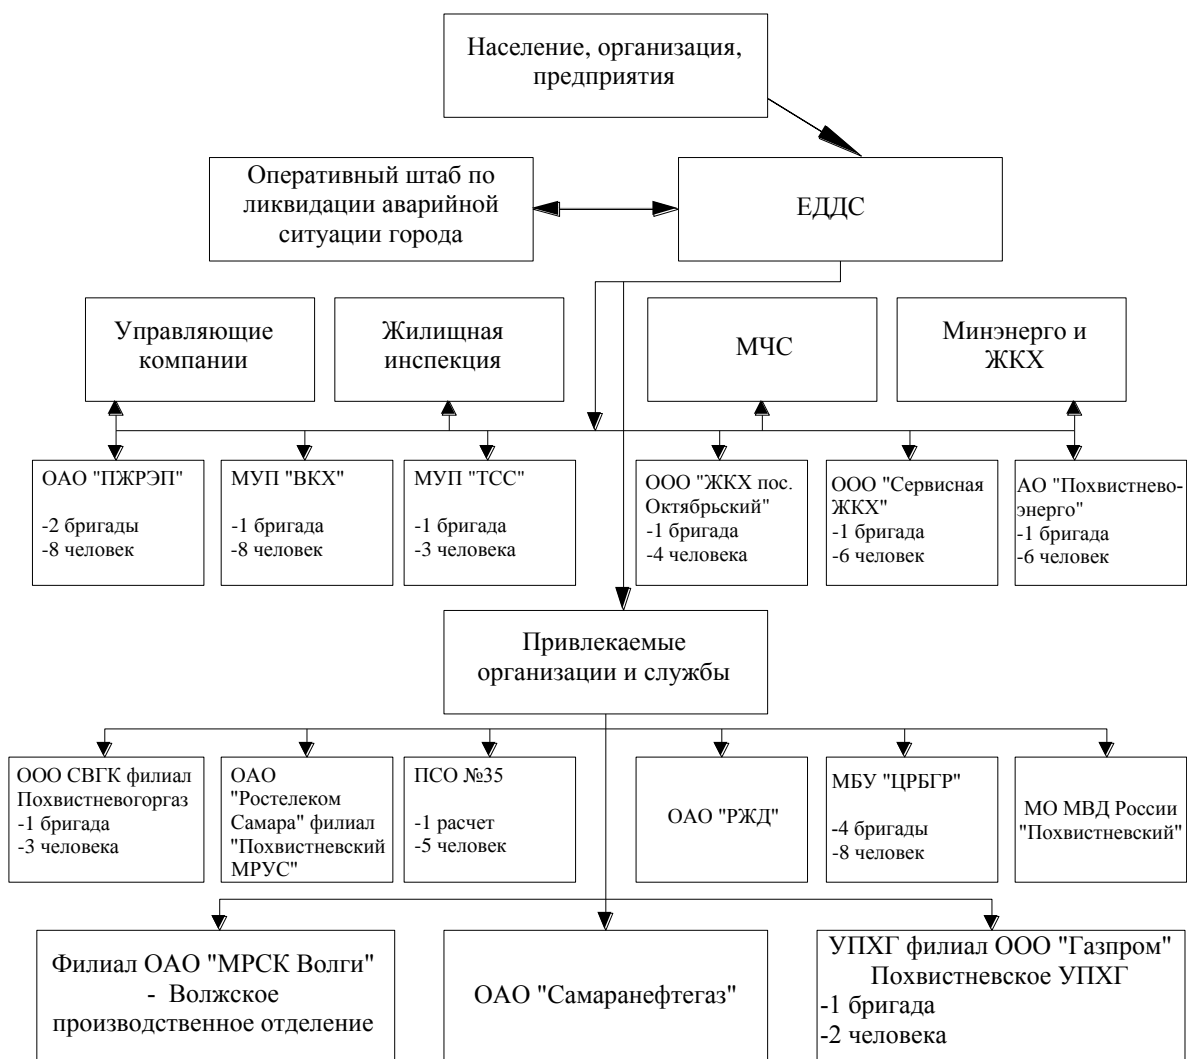 Население, организация,
предприятия
Оперативный штаб по
ликвидации аварийной
ситуации города
ЕДДС
Управляющие
компании
Жилищная
инспекция
МЧС
Минэнерго и
ЖКХ
ОАО "ПЖРЭП"
-2 бригады
-8 человек
МУП "ВКХ"
-1 бригада
-8 человек
МУП "ТСС"
-1 бригада
-3 человека
ООО "ЖКХ пос.
Октябрьский"
-1 бригада
-4 человека
ООО "Сервисная
ЖКХ"
-1 бригада
-6 человек
АО "Похвистнево-
энерго"
-1 бригада
-6 человек
Привлекаемые
организации и службы
ООО СВГК филиал
Похвистневогоргаз
-1 бригада
-3 человека
ОАО
"Ростелеком
Самара" филиал
"Похвистневский
МРУС"
ПСО №35
-1 расчет
-5 человек
ОАО "РЖД"
МБУ "ЦРБГР"
-4 бригады
-8 человек
МО МВД России
"Похвистневский"
Филиал ОАО "МРСК Волги"
- Волжское
производственное отделение
ОАО "Самаранефтегаз"
УПХГ филиал ООО "Газпром"
Похвистневское УПХГ
-1 бригада
-2 человека